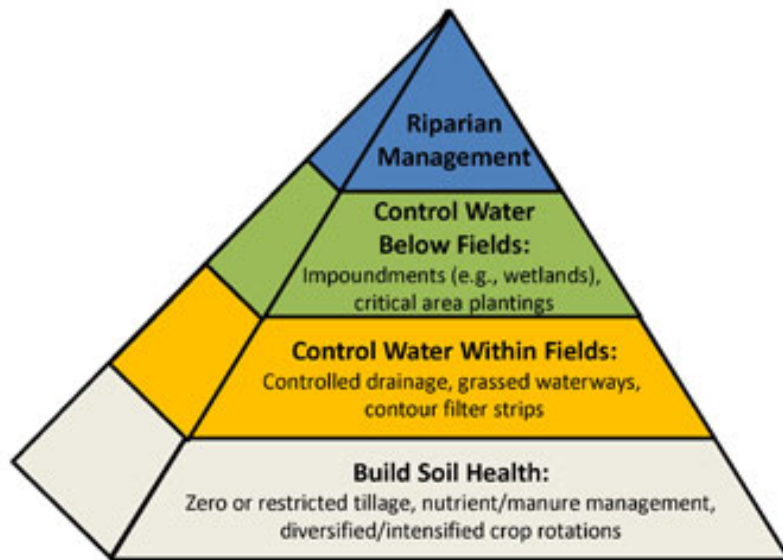 Riparian
Management
Control Water
Below Fields:
Impoundments (e.g., wetlands),
critical area plantings
Control Water Within Fields:
Controlled drainage, grassed waterways,
contour filter strips
Build Soil Health:
Zero or restricted tillage, nutrient/manure management,
diversified/intensified crop rotations